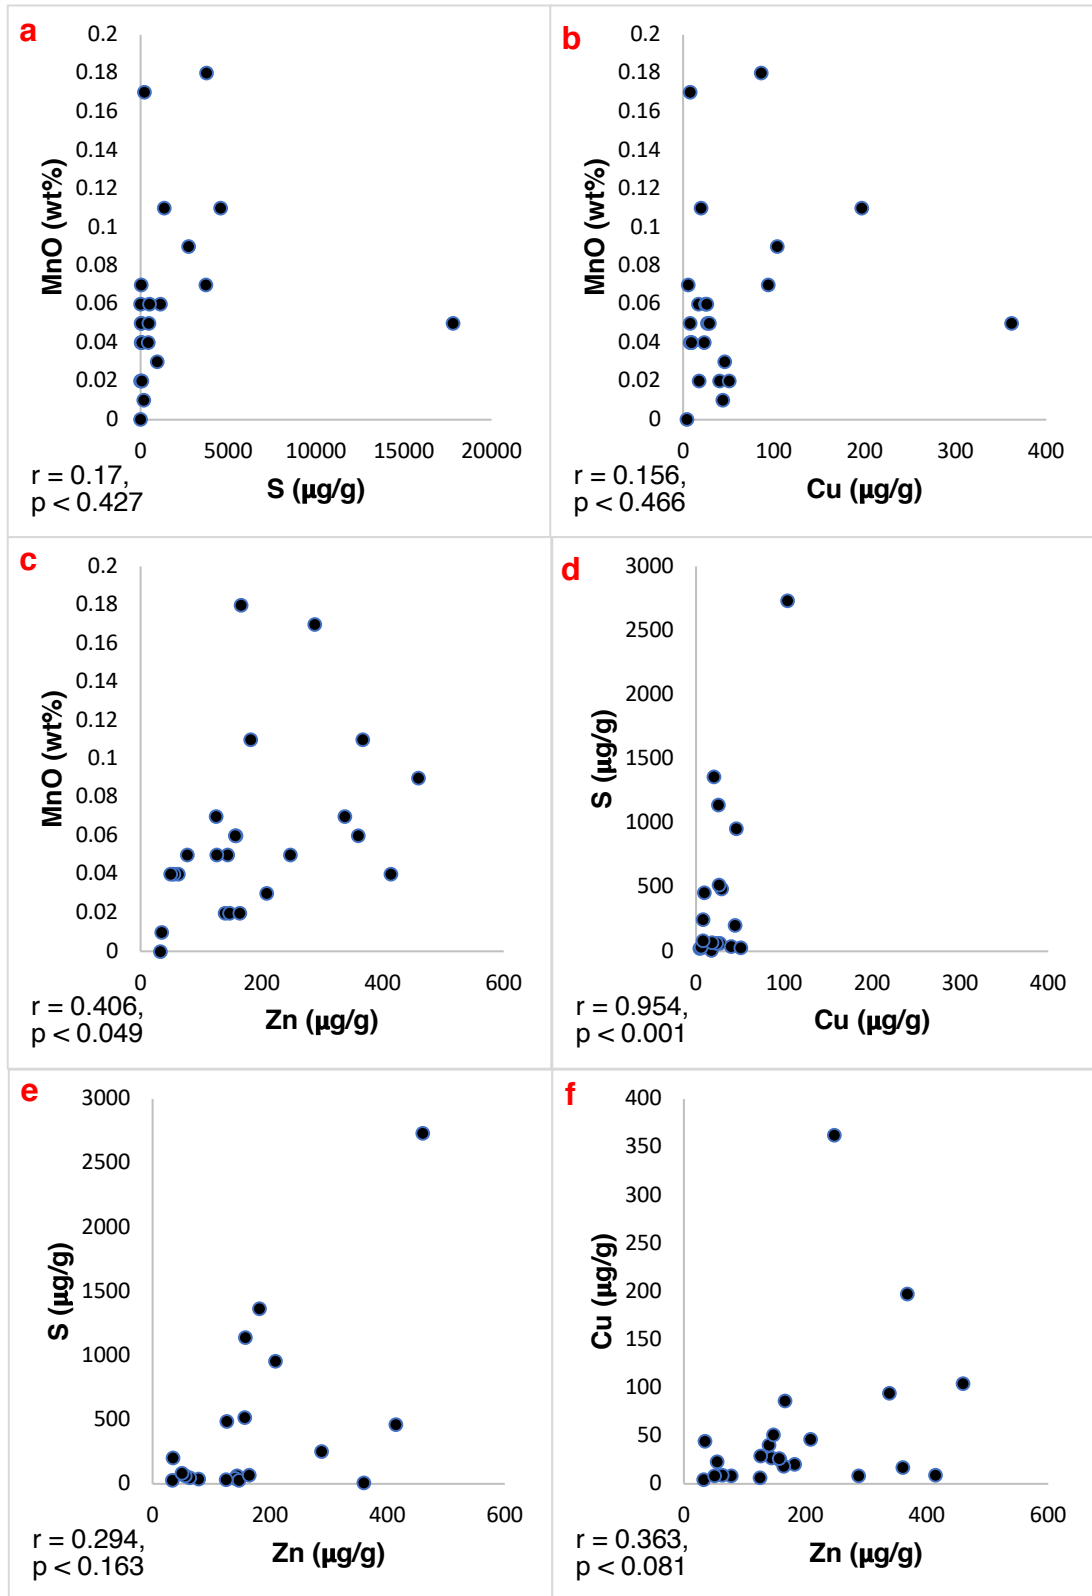 a
0.2
0.18
0.16
0.14
0.12
0.1
0.08
0.06
0.04
0.02
0
MnO (wt%)
0 5000 10000 15000 20000
S (µg/g)
r = 0.17,
p < 0.427
b
0.2
0.18
0.16
0.14
0.12
0.1
0.08
0.06
0.04
0.02
0
MnO (wt%)
0 100 200 300 400
Cu (µg/g)
r = 0.156,
p < 0.466
c
0.2
0.18
0.16
0.14
0.12
0.1
0.08
0.06
0.04
0.02
0
MnO (wt%)
0 200 400 600
Zn (µg/g)
r = 0.406,
p < 0.049
d
3000
2500
2000
1500
1000
500
0
S (µg/g)
0 100 200 300 400
Cu (µg/g)
r = 0.954,
p < 0.001
e
3000
2500
2000
1500
1000
500
0
S (µg/g)
0 200 400 600
Zn (µg/g)
r = 0.294,
p < 0.163
f
400
350
300
250
200
150
100
50
0
Cu (µg/g)
0 200 400 600
Zn (µg/g)
r = 0.363,
p < 0.081